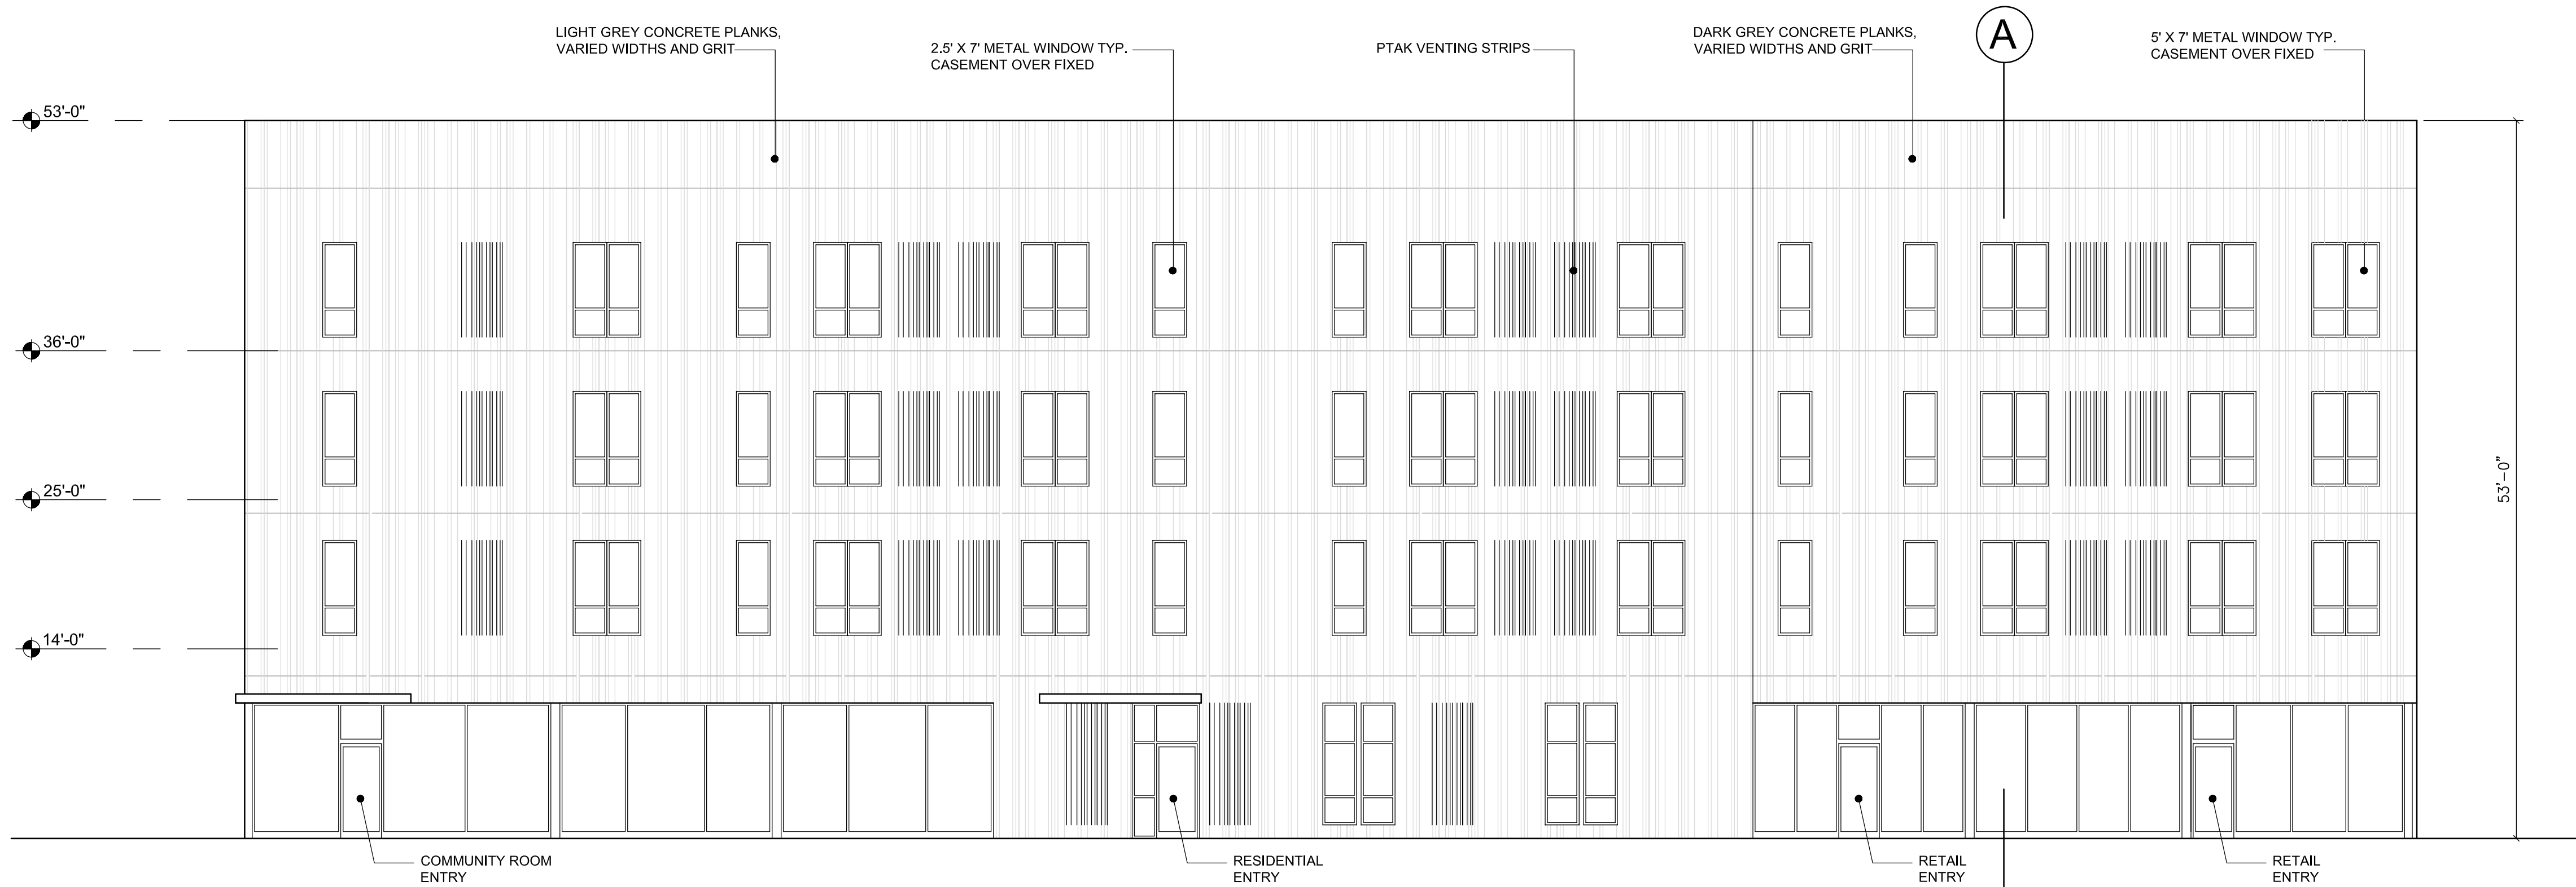 LIGHT GREY CONCRETE PLANKS,
VARIED WIDTHS AND GRIT
2.5' X 7' METAL WINDOW TYP.
CASEMENT OVER FIXED
PTAK VENTING STRIPS
DARK GREY CONCRETE PLANKS,
VARIED WIDTHS AND GRIT
A
5' X 7' METAL WINDOW TYP.
CASEMENT OVER FIXED
53'-0"
36'-0"
25'-0"
14'-0"
53'-0"
COMMUNITY ROOM
ENTRY
RESIDENTIAL
ENTRY
RETAIL
ENTRY
RETAIL
ENTRY